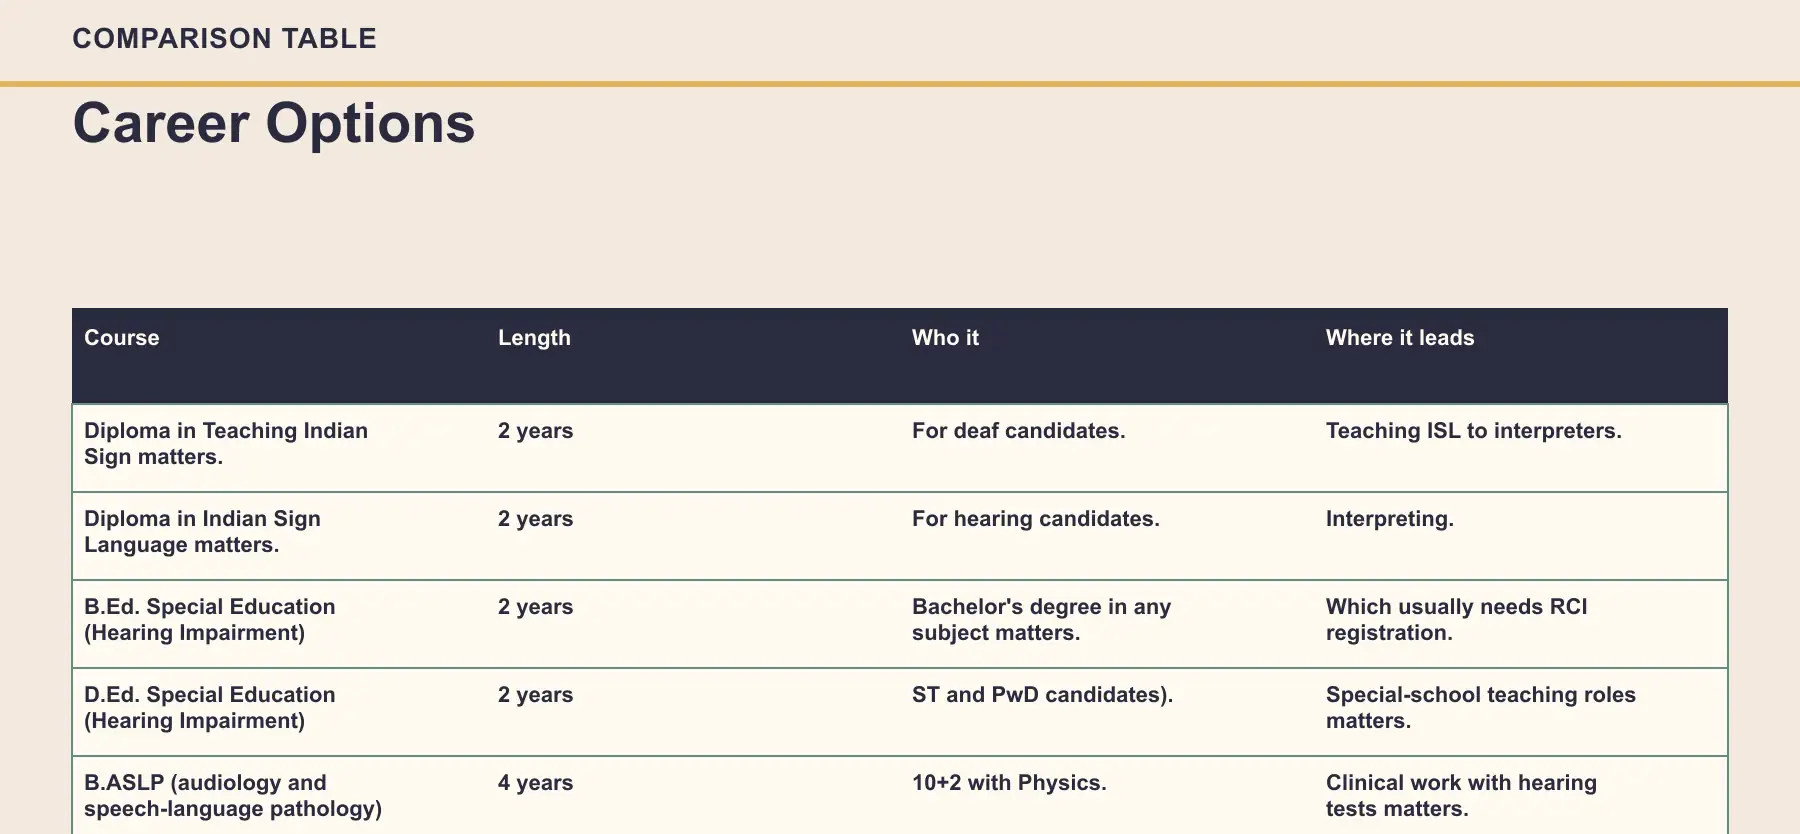 COMPARISON TABLE
Career Options
Course
Length
Who it
Where it leads
Diploma in Teaching Indian
Sign matters.
2 years
For deaf candidates.
Teaching ISL to interpreters.
Diploma in Indian Sign
Language matters.
2 years
For hearing candidates.
Interpreting.
B.Ed. Special Education
(Hearing Impairment)
2 years
Bachelor's degree in any
subject matters.
Which usually needs RCI
registration.
D.Ed. Special Education
(Hearing Impairment)
2 years
ST and PwD candidates).
Special-school teaching roles
matters.
B.ASLP (audiology and
speech-language pathology)
4 years
10+2 with Physics.
Clinical work with hearing
tests matters.